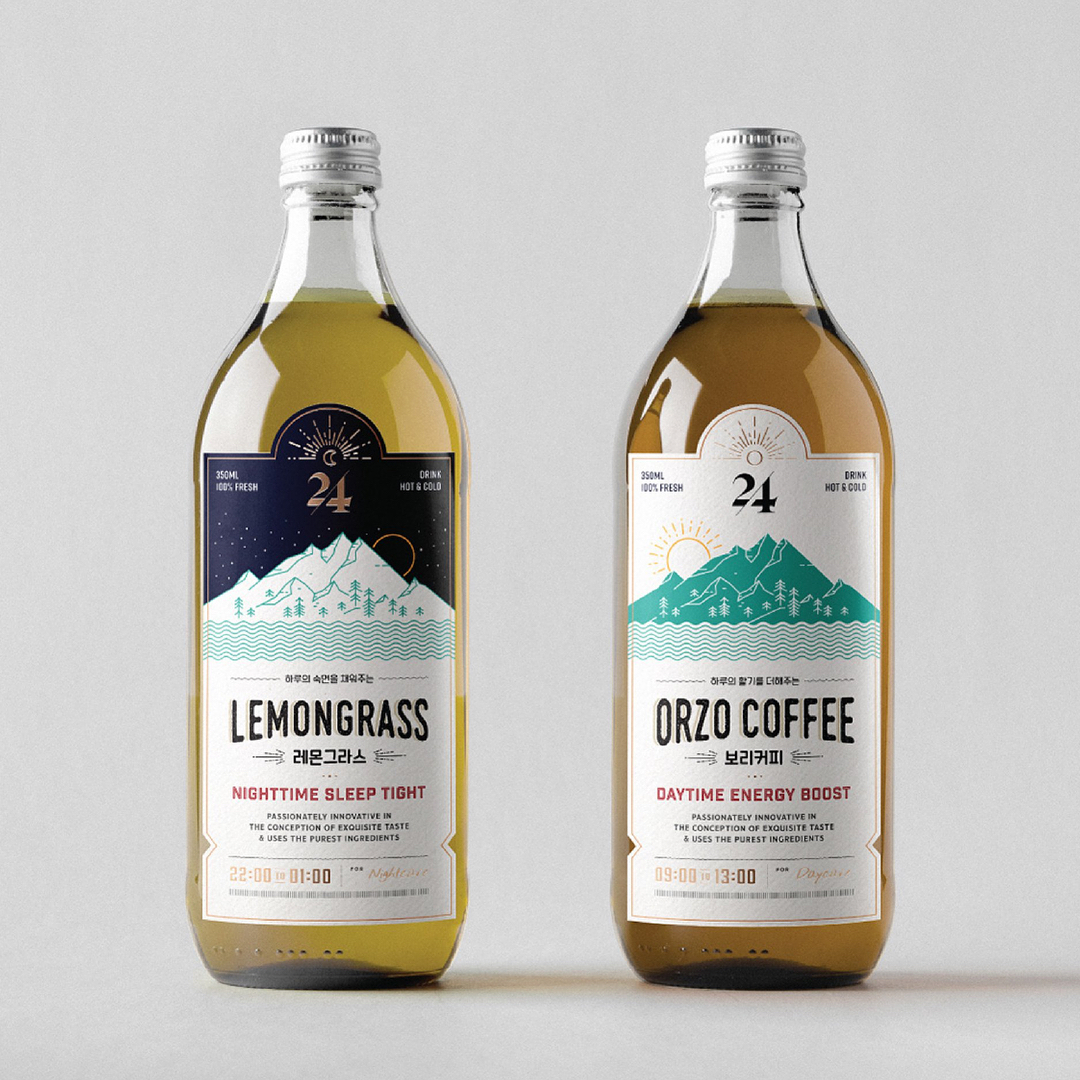 350ML
100% FRESH
24
DRINK
HOT & COLD
하루의 숙면을 채워주는
LEMONGRASS
레몬그라스
NIGHTTIME SLEEP TIGHT
PASSIONATELY INNOVATIVE IN
THE CONCEPTION OF EXQUISITE TASTE
& USES THE PUREST INGREDIENTS
22:00 TO 01:00
FOR Nightcare
350ML
100% FRESH
24
DRINK
HOT & COLD
하루의 활기를 더해주는
ORZO COFFEE
보리커피
DAYTIME ENERGY BOOST
PASSIONATELY INNOVATIVE IN
THE CONCEPTION OF EXQUISITE TASTE
& USES THE PUREST INGREDIENTS
09:00 TO 13:00
FOR Daycare